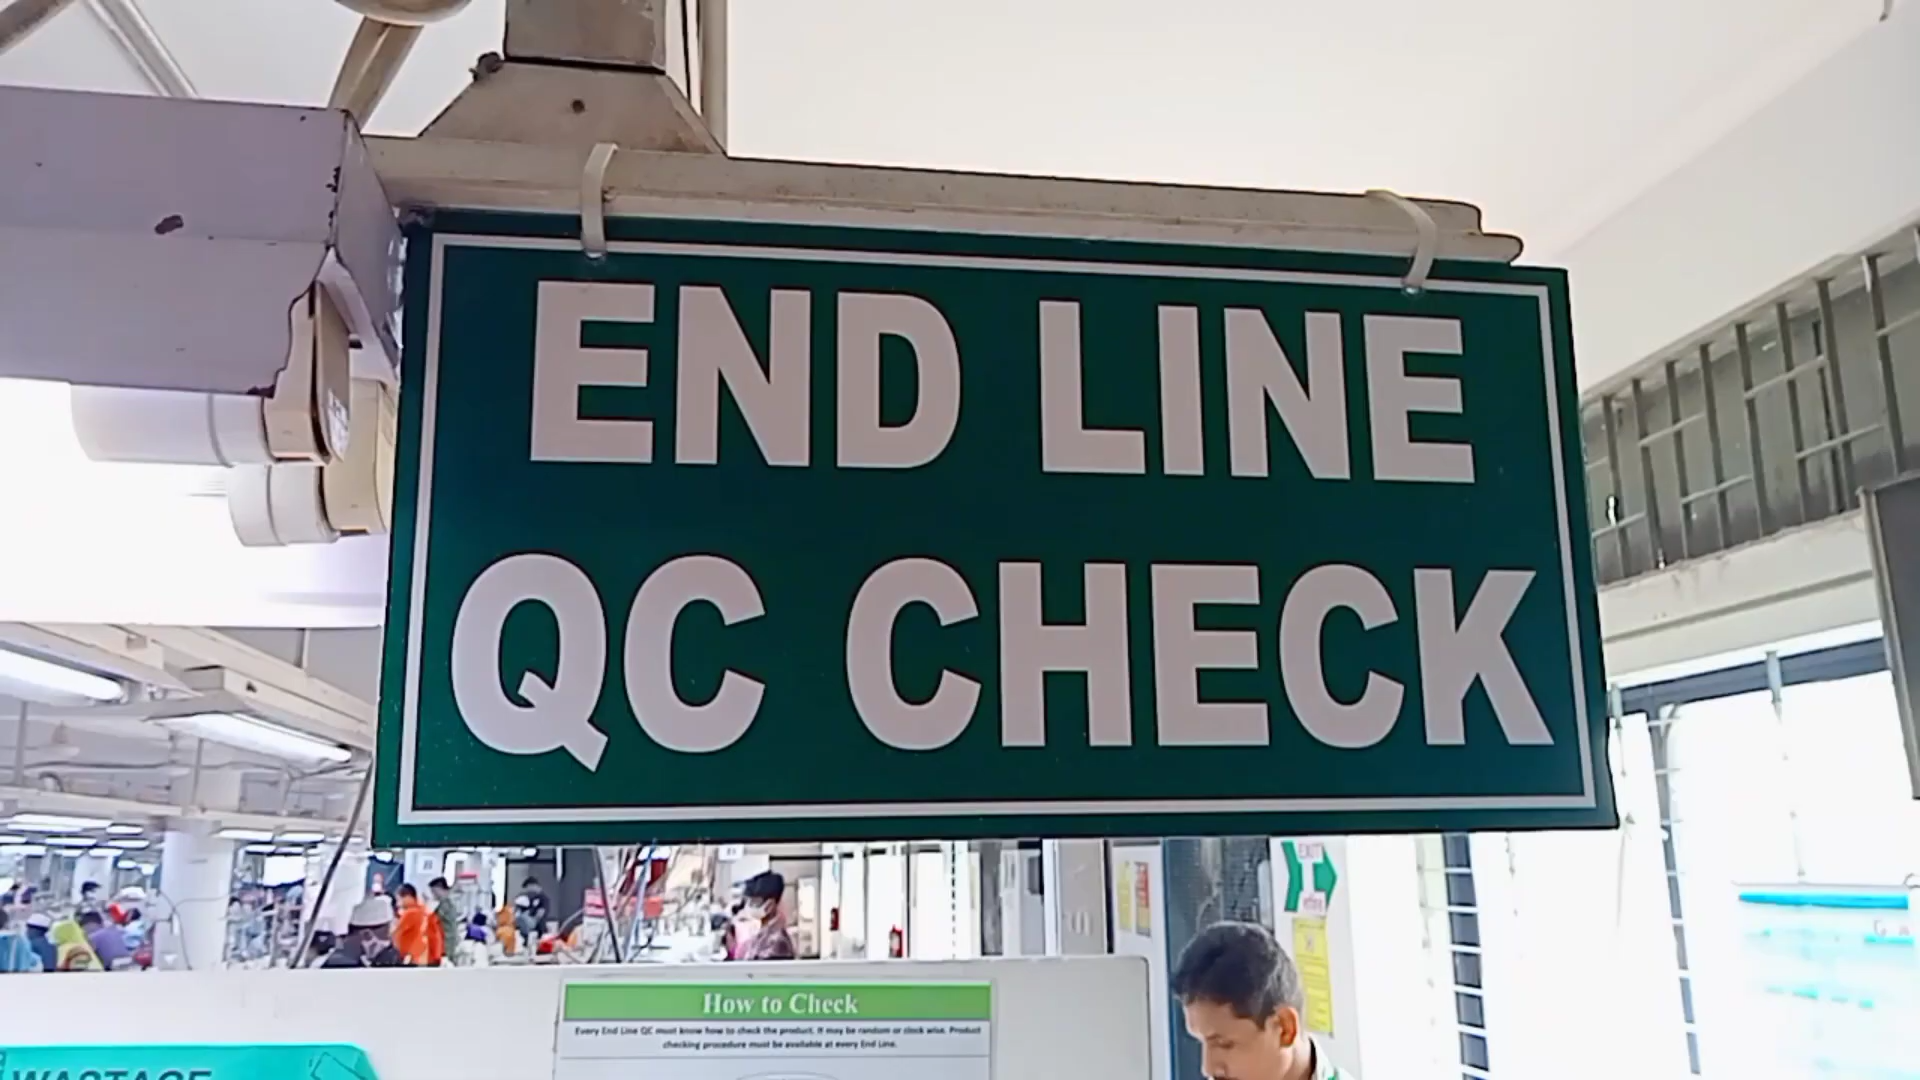 END LINE
QC CHECK
EXIT
How to Check
Every End Line QC must know how to check the product. It may be random or clock wise. Product
checking procedure must be available at every End Line.
WASTAGE